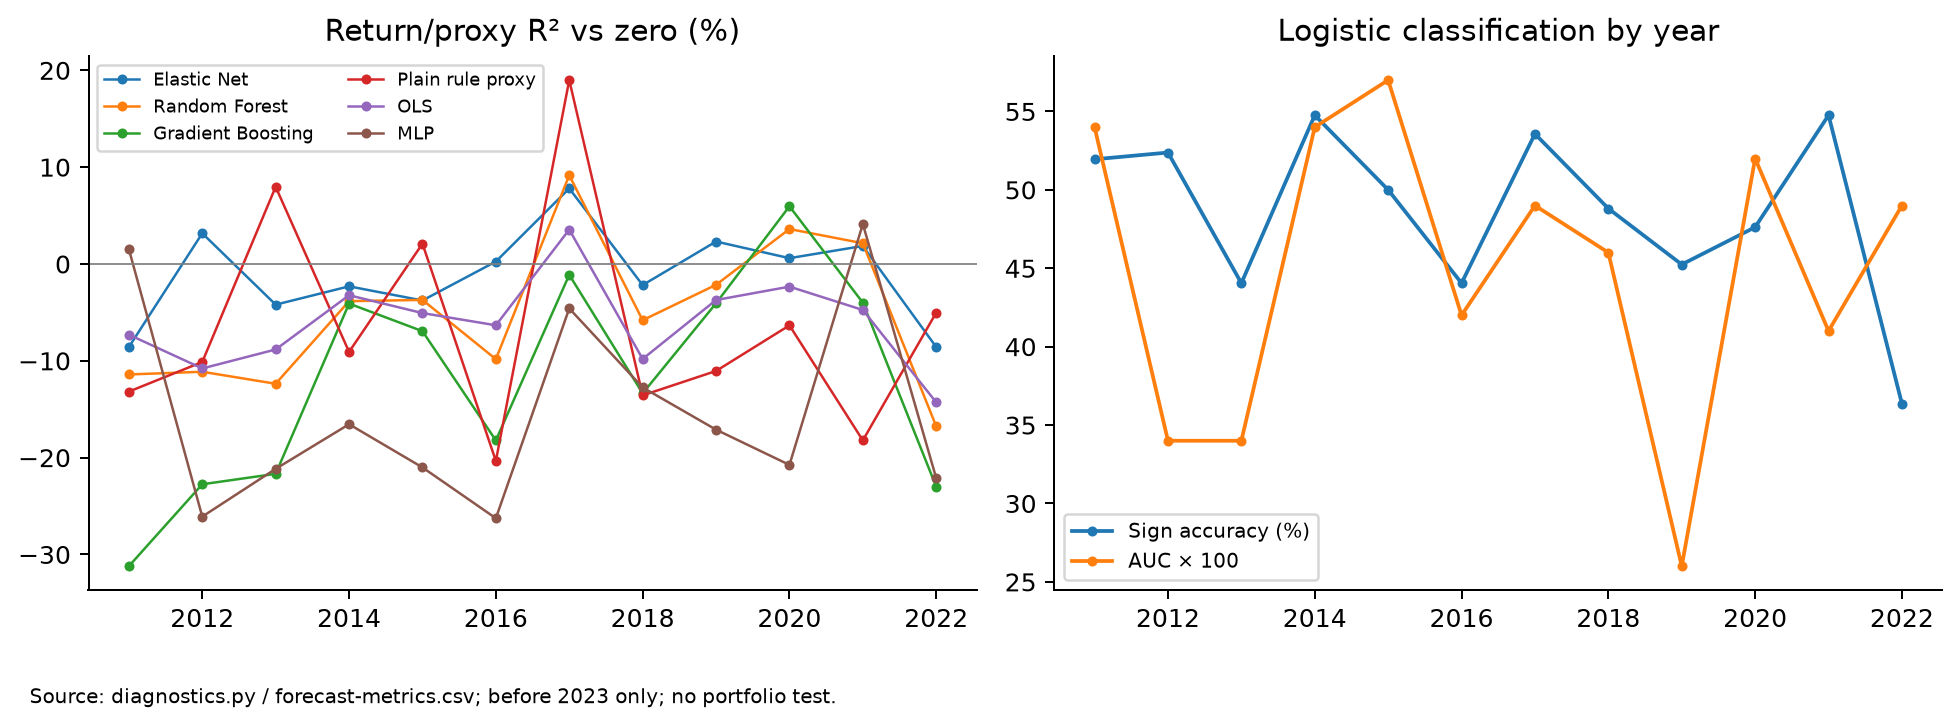 Return/proxy R² vs zero (%)
20
10
0
−10
−20
−30
Elastic Net
Random Forest
Gradient Boosting
Plain rule proxy
OLS
MLP
2012 2014 2016 2018 2020 2022
Logistic classification by year
55
50
45
40
35
30
25
Sign accuracy (%)
AUC × 100
2012 2014 2016 2018 2020 2022
Source: diagnostics.py / forecast-metrics.csv; before 2023 only; no portfolio test.